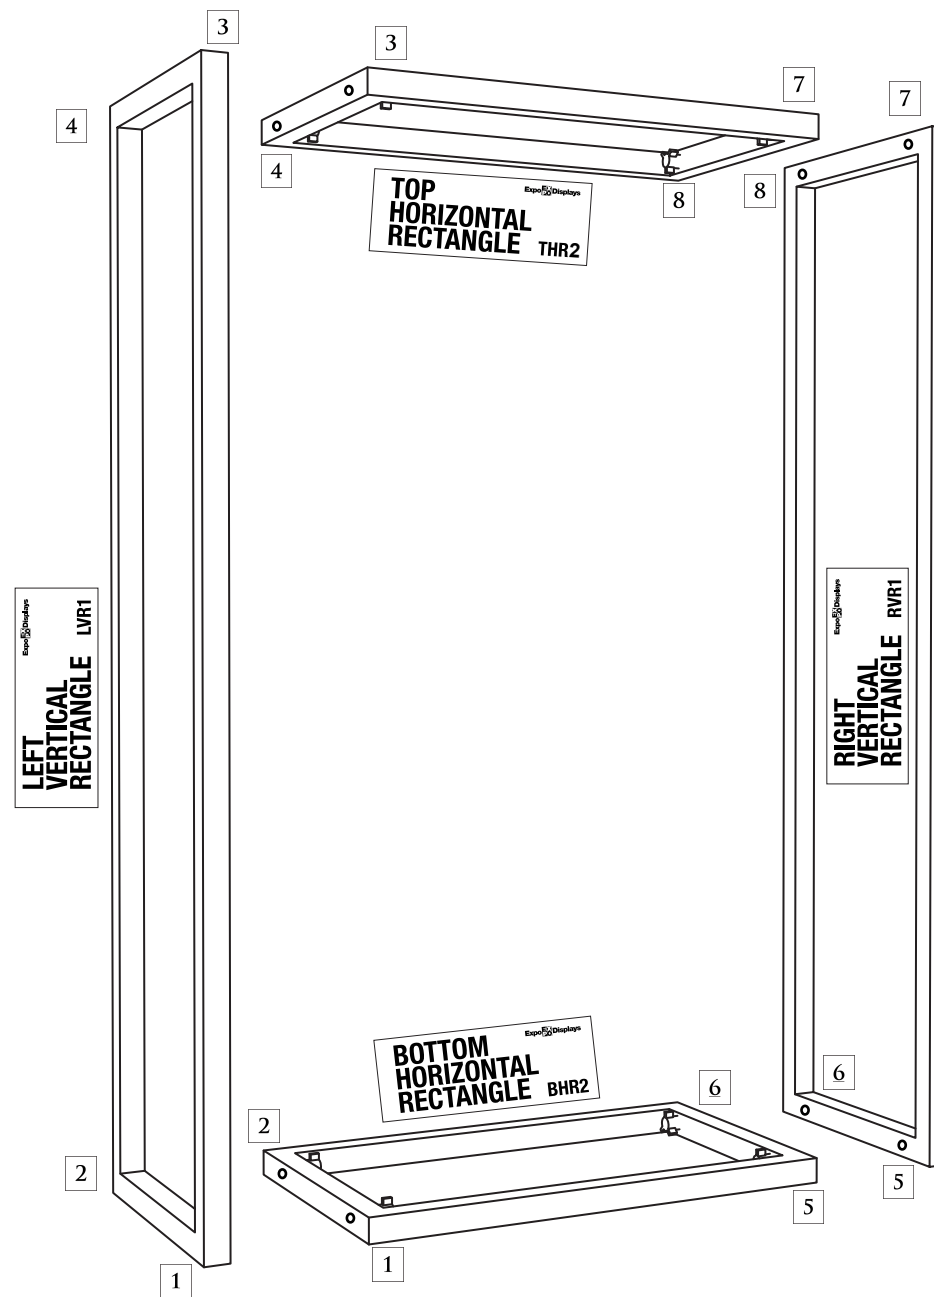 3
3
7
7
4
4
8
8
Expo Displays
TOP
HORIZONTAL
RECTANGLE THR2
LEFT
VERTICAL
RECTANGLE LVR1
Expo Displays
RIGHT
VERTICAL
RECTANGLE RVR1
Expo Displays
Expo Displays
BOTTOM
HORIZONTAL
RECTANGLE BHR2
6
6
2
2
5
5
1
1